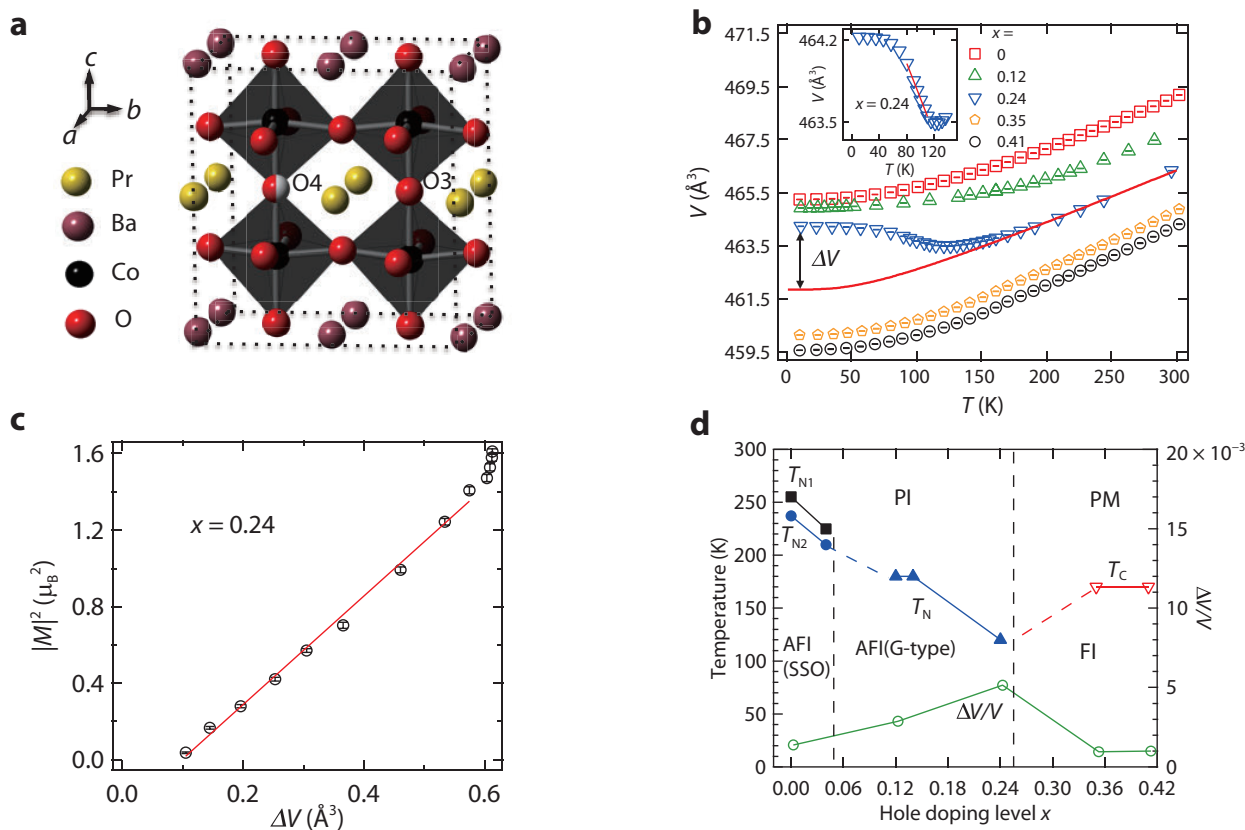 a
c
b
a
Pr
Ba
Co
O
O4
O3
b
471.5
469.5
467.5
465.5
463.5
461.5
459.5
V (Å³)
0 50 100 150 200 250 300
T (K)
464.2
463.5
V (Å³)
x = 0.24
0 40 80 120
T (K)
x =
0
0.12
0.24
0.35
0.41
ΔV
c
1.6
1.2
0.8
0.4
0.0
|M|² (μB²)
x = 0.24
0.0 0.2 0.4 0.6
ΔV (Å³)
d
300
250
200
150
100
50
0
Temperature (K)
20 × 10⁻³
15
10
5
0
ΔV/V
TN1
TN2
PI
PM
TN
TC
AFI
(SSO)
AFI(G-type)
FI
ΔV/V
0.00 0.06 0.12 0.18 0.24 0.30 0.36 0.42
Hole doping level x